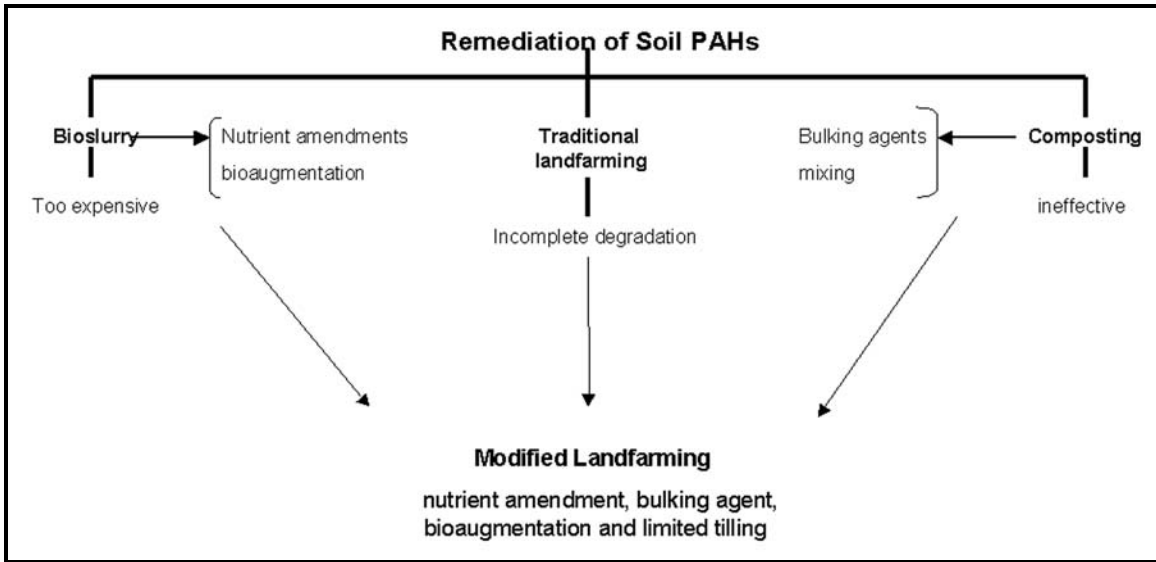 Remediation of Soil PAHs
Bioslurry
Nutrient amendments
bioaugmentation
Too expensive
Traditional
landfarming
Incomplete degradation
Bulking agents
mixing
Composting
ineffective
Modified Landfarming
nutrient amendment, bulking agent,
bioaugmentation and limited tilling